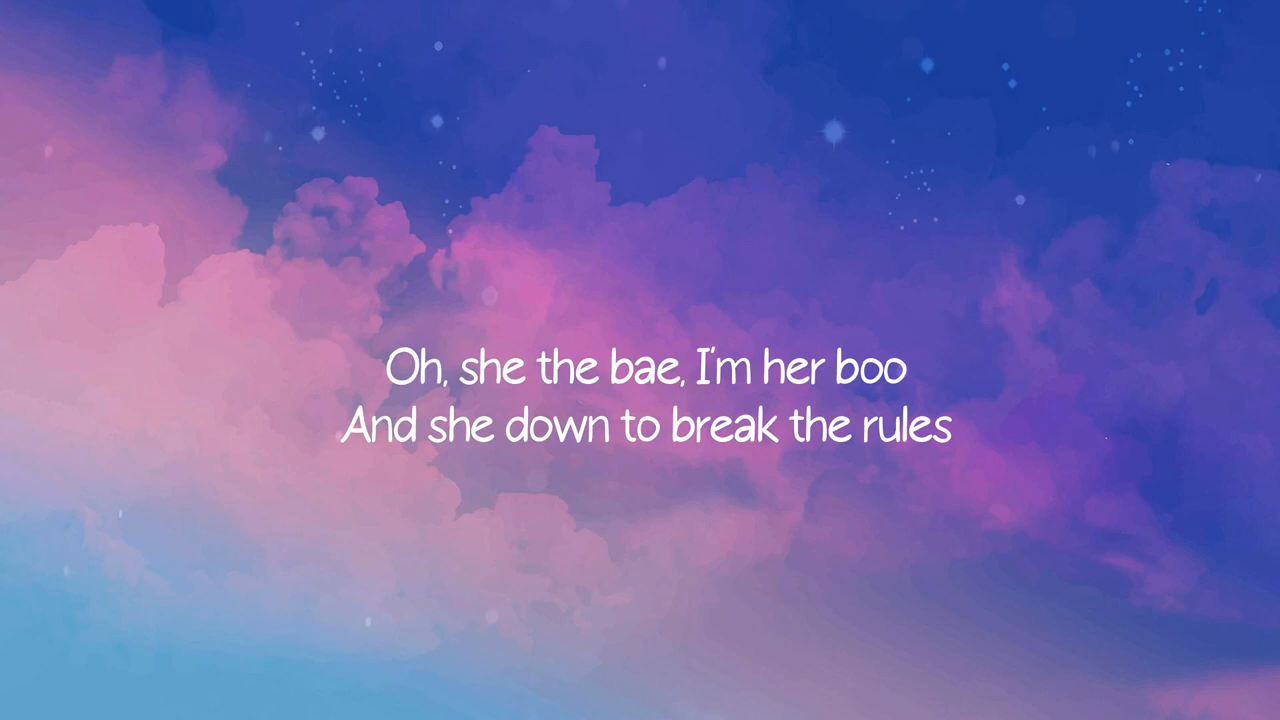 Oh, she the bae, I'm her boo
And she down to break the rules